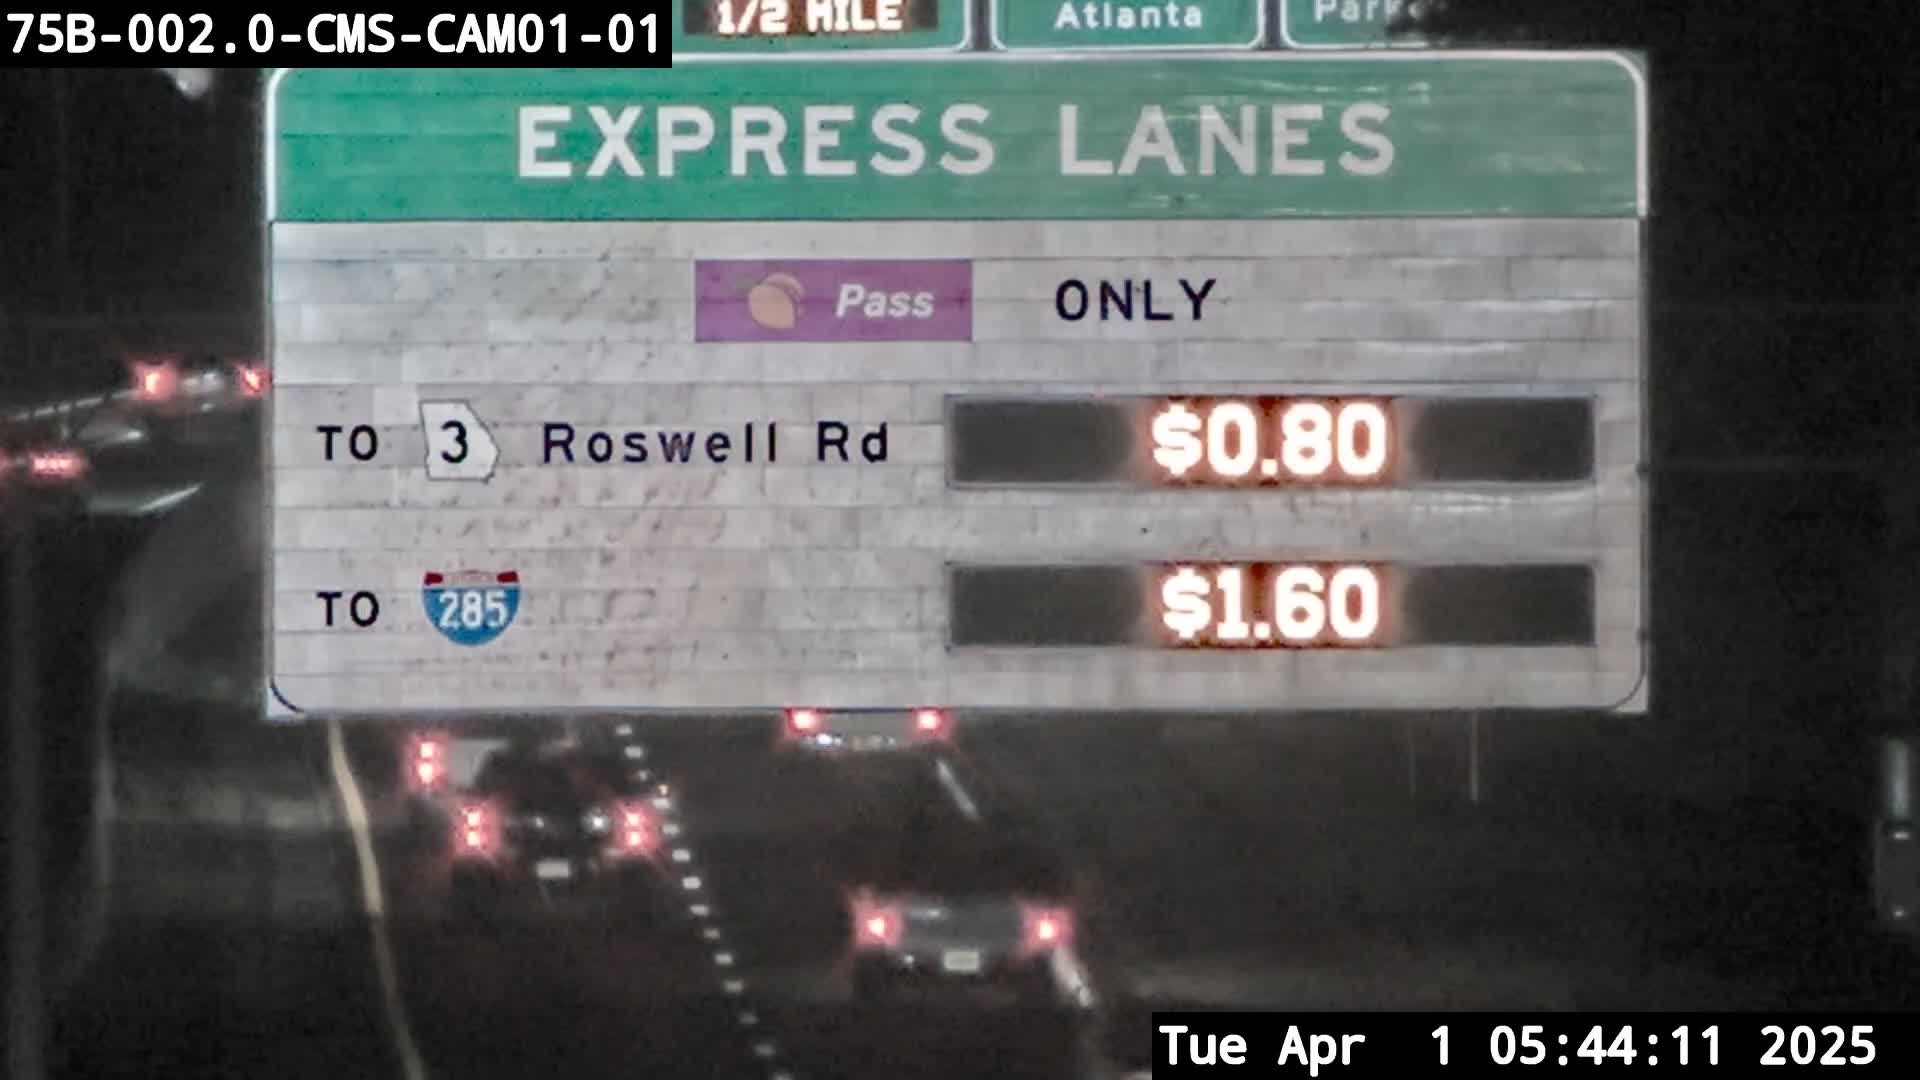 75B-002.0-CMS-CAM01-01
1/2 MILE
Atlanta
EXPRESS LANES
Pass ONLY
TO 3 Roswell Rd $0.80
TO 285 $1.60
Tue Apr 1 05:44:11 2025